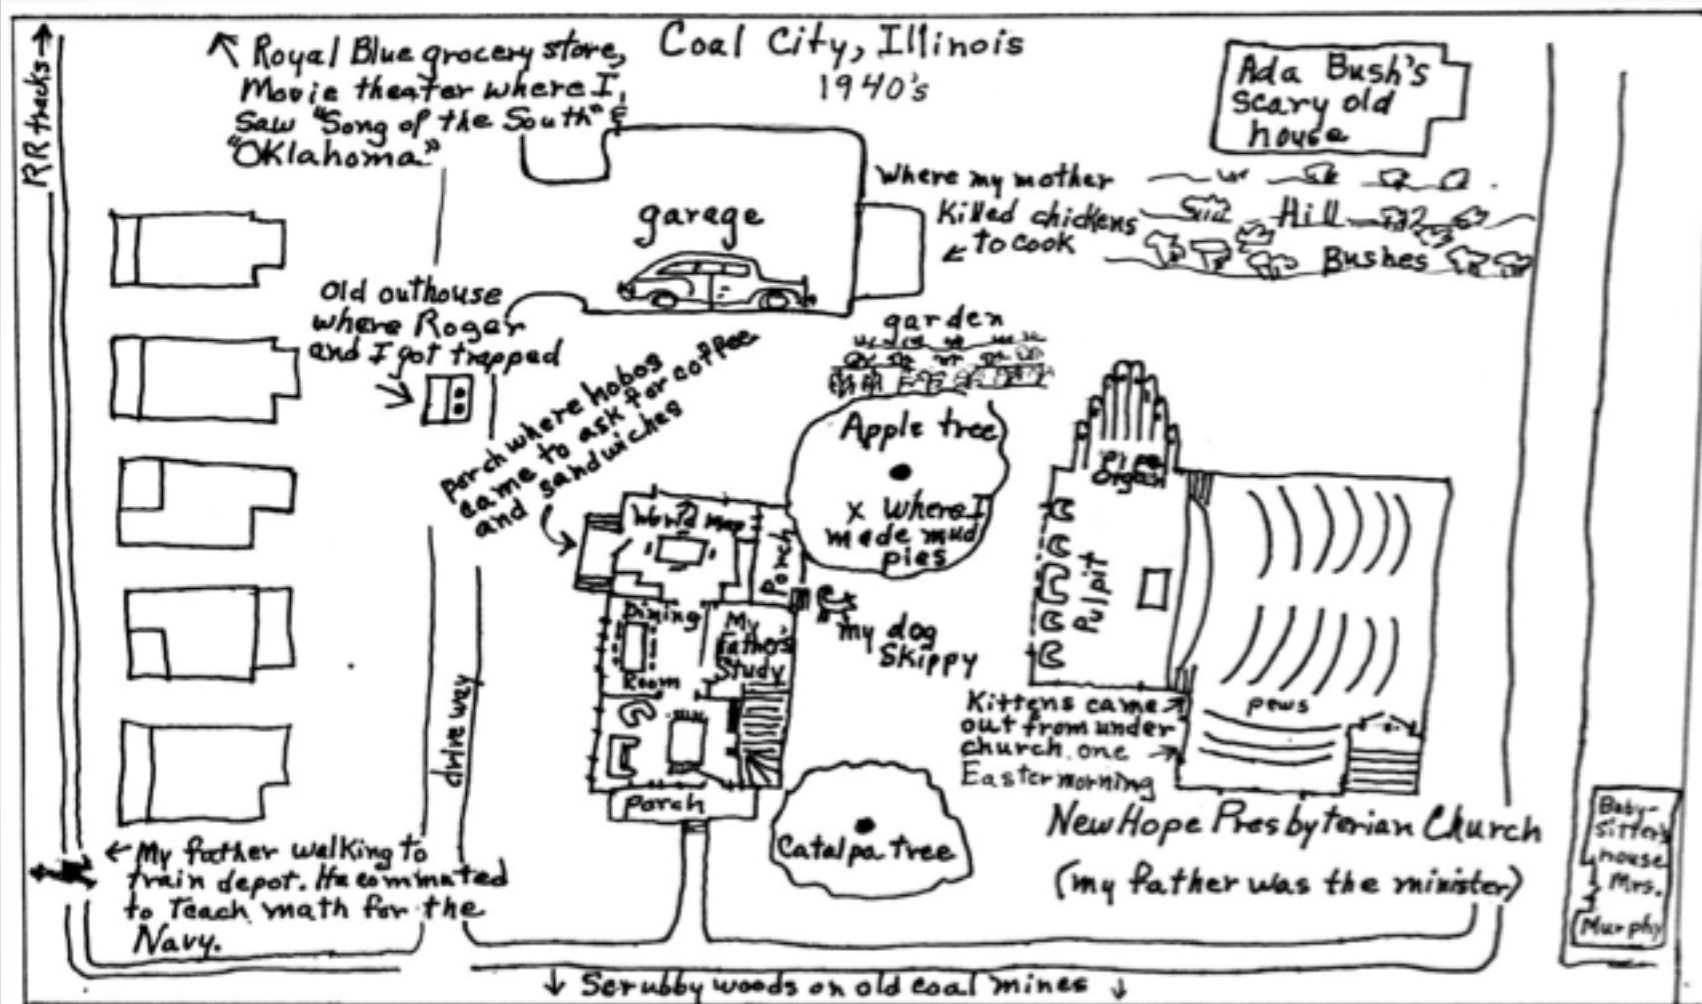 Coal City, Illinois
1940's
RR tracks
Royal Blue grocery store,
Movie theater where I
Saw "Song of the South" &
"Oklahoma"
Ada Bush's
scary old
house
garage
Where my mother
killed chickens
to cook
Hill
Bushes
Old outhouse
where Roger
and I got trapped
garden
porch where hobos
came to ask for coffee
and sandwiches
Apple tree
x where I
made mud
pies
Pipe
Organ
World Map
Porch
Pulpit
Dining
Room
My
Father's
Study
my dog
Skippy
pews
Kittens came
out from under
church one
Easter morning
driveway
Porch
Catalpa Tree
New Hope Presbyterian Church
(my father was the minister)
Baby-
sitter's
house
Mrs.
Murphy
My father walking to
train depot. He commuted
to Teach math for the
Navy.
Scrubby woods on old coal mines